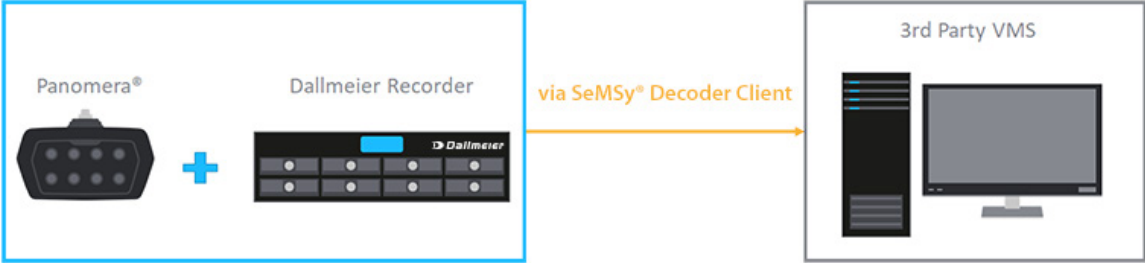 3rd Party VMS
Panomera®
Dallmeier Recorder
via SeMSy® Decoder Client
Dallmeier